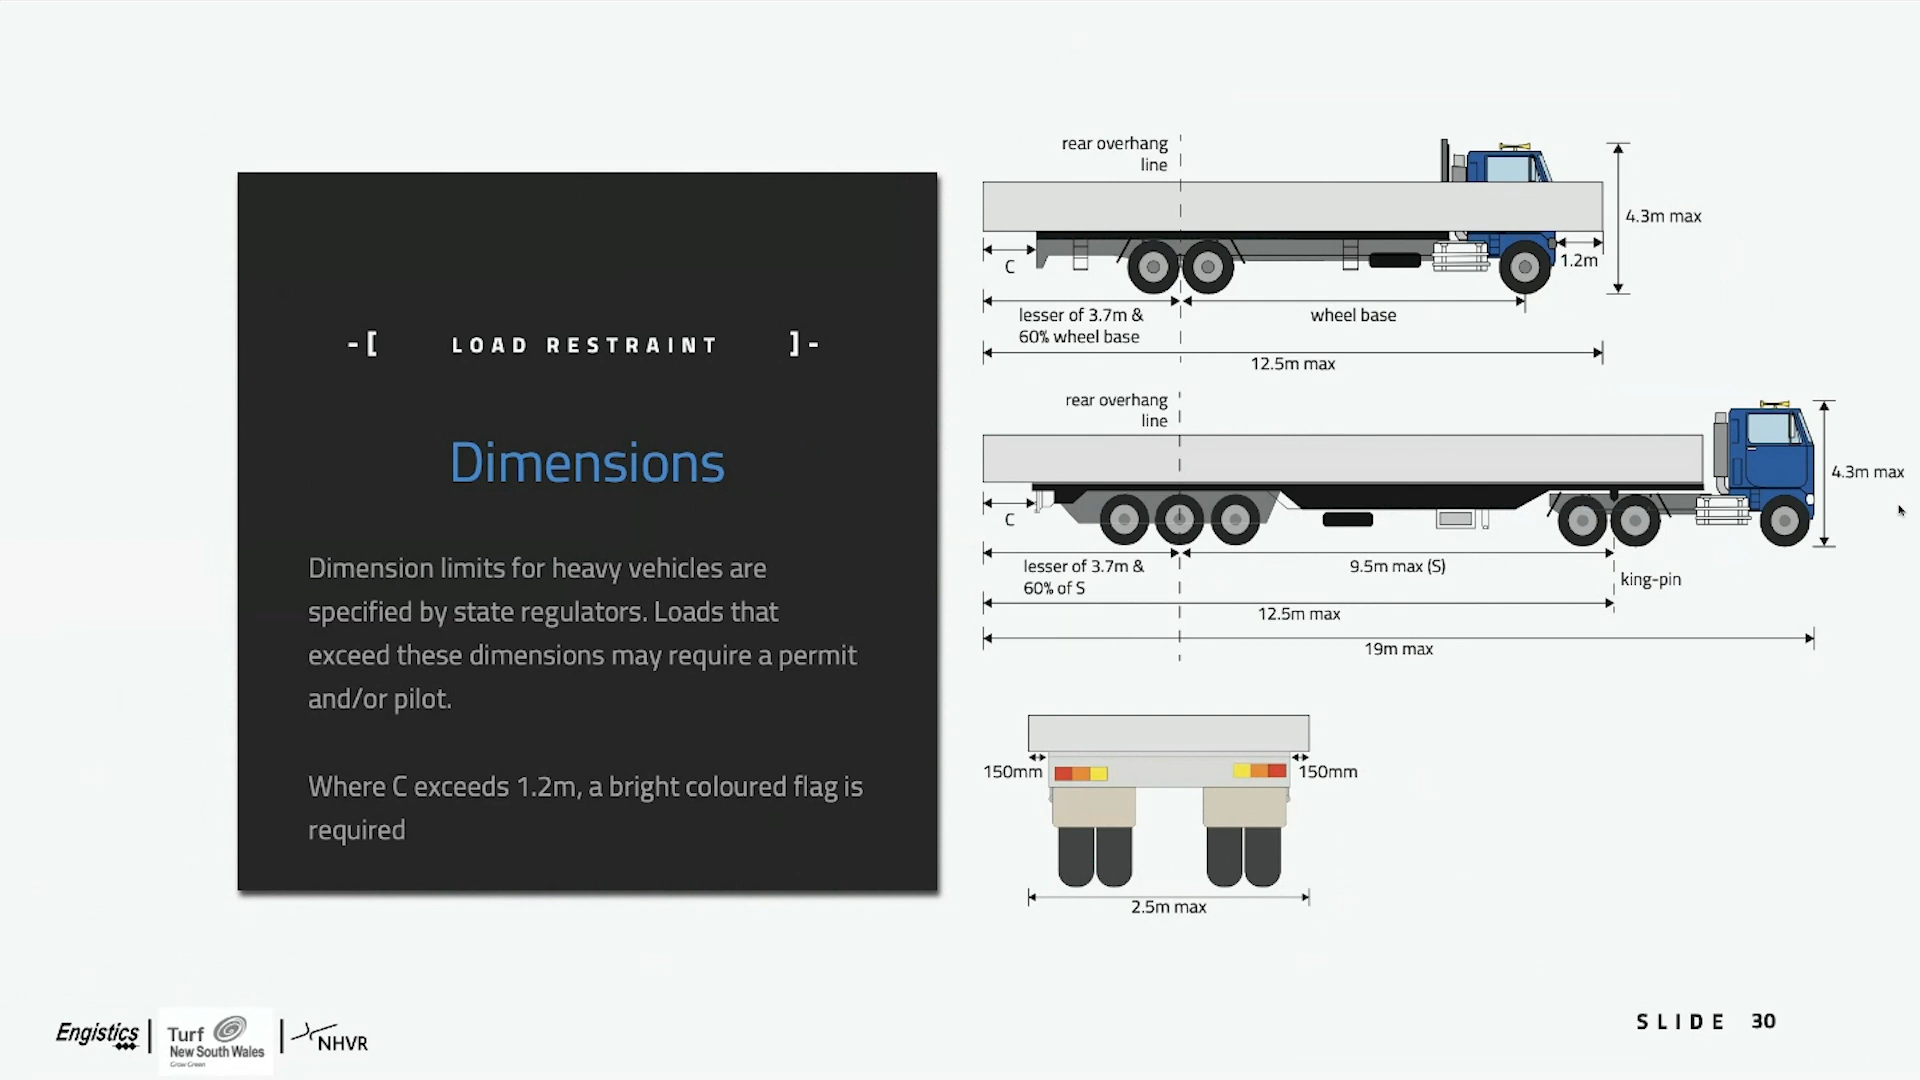 -[ LOAD RESTRAINT ]-
Dimensions
Dimension limits for heavy vehicles are
specified by state regulators. Loads that
exceed these dimensions may require a permit
and/or pilot.
Where C exceeds 1.2m, a bright coloured flag is
required
rear overhang
line
4.3m max
C
1.2m
lesser of 3.7m &
60% wheel base
wheel base
12.5m max
rear overhang
line
4.3m max
C
lesser of 3.7m &
60% of S
9.5m max (S)
king-pin
12.5m max
19m max
150mm
150mm
2.5m max
Engistics
Turf
New South Wales
Grow Green
NHVR
SLIDE 30